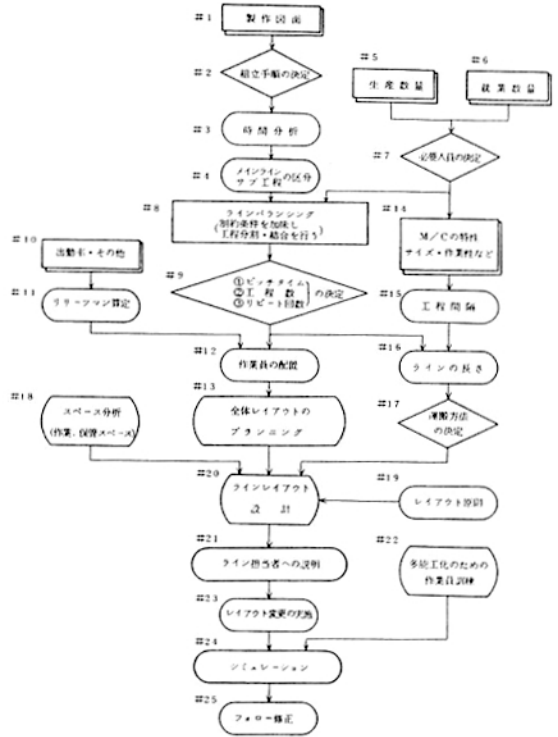 #1
製作図面
#2
組立手順の決定
#5
生産数量
#6
就業数量
#3
時間分析
#7
必要人員の決定
#4
メインライン
サブ工程の区分
#8
ラインバランシング
(制約条件を加味し
工程分割・結合を行う)
#14
M/Cの特性
サイズ・作業性など
#10
出勤率・その他
#9
①ピッチタイム
②工程数
③リピート回数
の決定
#11
リリーフマン算定
#15
工程間隔
#12
作業員の配置
#16
ラインの長さ
#13
全体レイアウトの
プランニング
#18
スペース分析
(作業、保管スペース)
#17
運搬方法
の決定
#20
ラインレイアウト
設計
#19
レイアウト原則
#21
ライン担当者への説明
#22
多能工化のための
作業員訓練
#23
レイアウト変更の実施
#24
シミュレーション
#25
フォロー修正